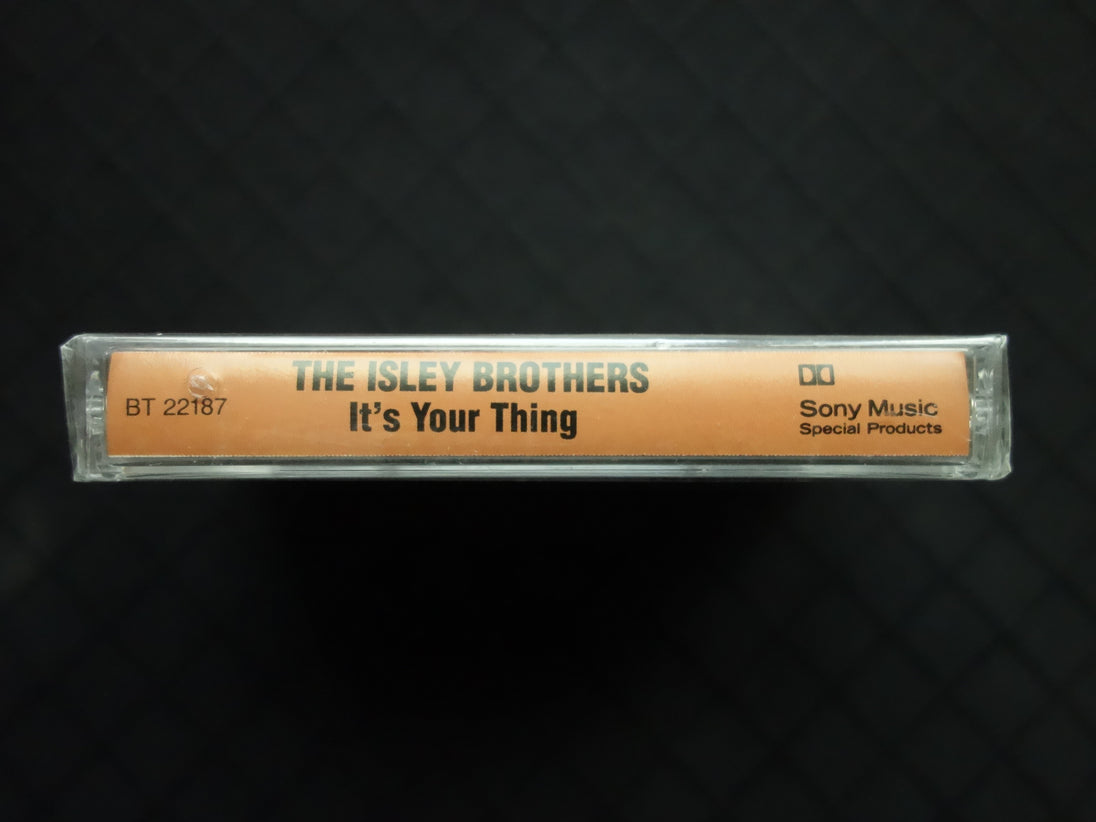 BT 22187
THE ISLEY BROTHERS
It's Your Thing
Sony Music
Special Products